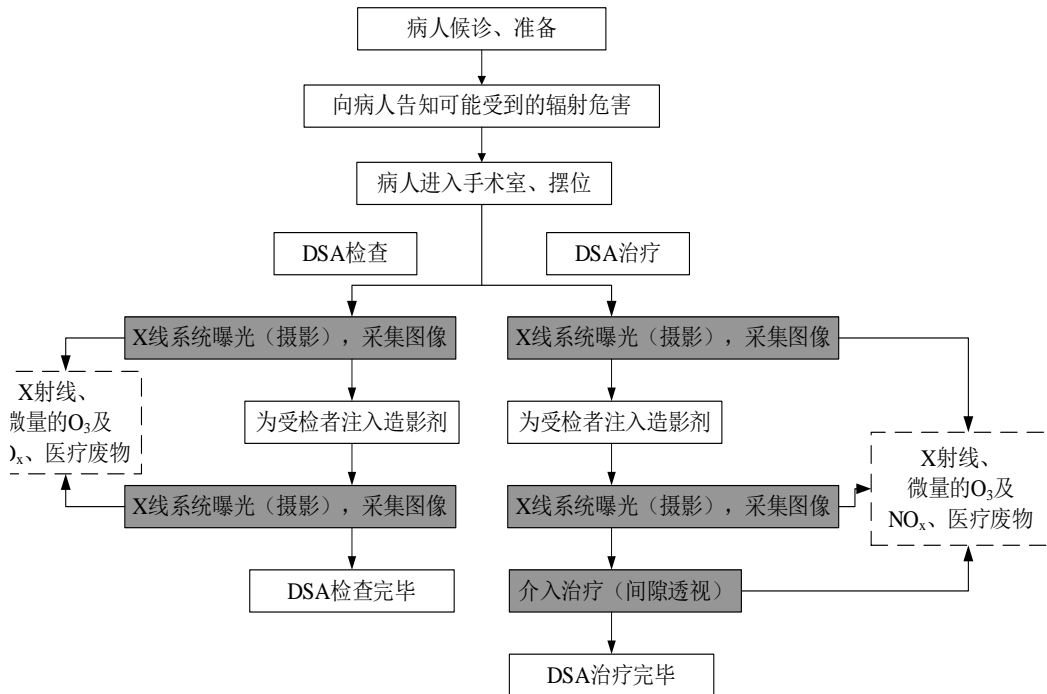 病人候诊、准备
向病人告知可能受到的辐射危害
病人进入手术室、摆位
DSA检查
DSA治疗
X线系统曝光（摄影），采集图像
X线系统曝光（摄影），采集图像
X射线、
微量的O₃及
Oₓ、医疗废物
为受检者注入造影剂
为受检者注入造影剂
X射线、
微量的O₃及
NOₓ、医疗废物
X线系统曝光（摄影），采集图像
X线系统曝光（摄影），采集图像
DSA检查完毕
介入治疗（间隙透视）
DSA治疗完毕